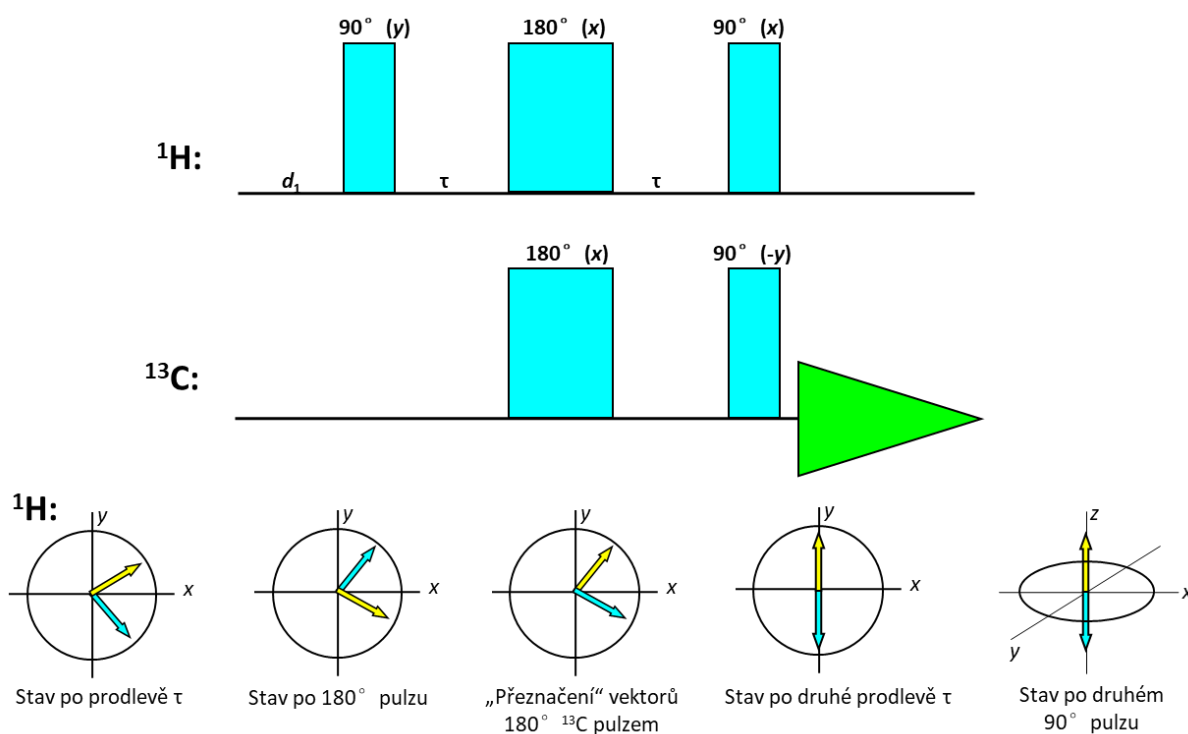 90° (y) 180° (x) 90° (x)
¹H:
d₁ τ τ
180° (x) 90° (-y)
¹³C:
¹H:
y y y y z
x x x x x
y
Stav po prodlevě τ
Stav po 180° pulzu
„Přeznačení“ vektorů
180° ¹³C pulzem
Stav po druhé prodlevě τ
Stav po druhém
90° pulzu